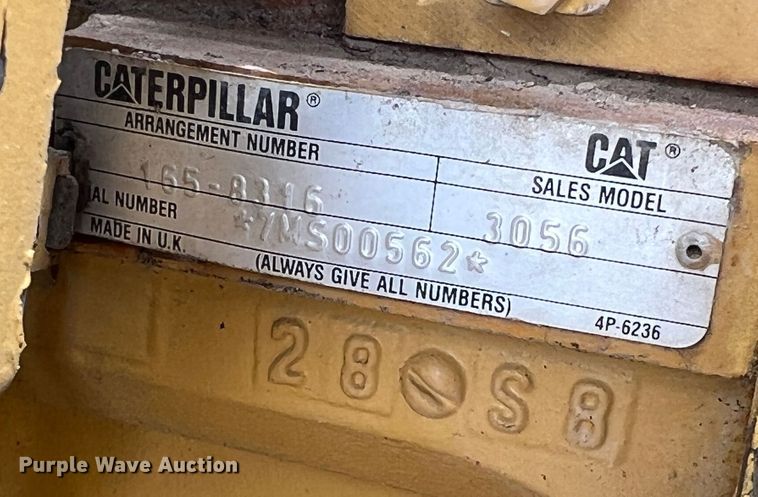 CATERPILLAR®
ARRANGEMENT NUMBER
CAT®
SALES MODEL
165-8316
3056
IAL NUMBER
*7MS00562*
MADE IN U.K.
(ALWAYS GIVE ALL NUMBERS)
4P-6236
28 S8
Purple Wave Auction